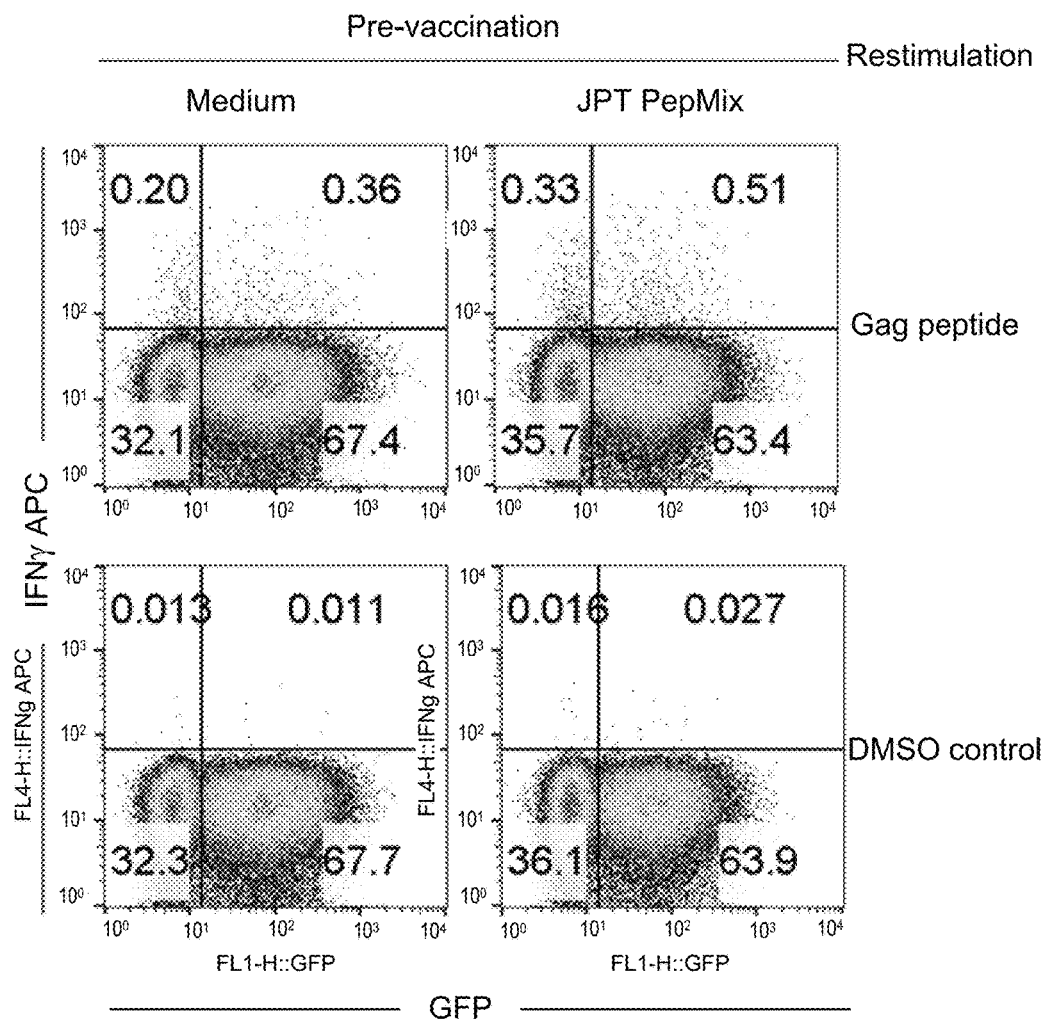 Pre-vaccination
Restimulation
Medium JPT PepMix
10⁴ 0.20 0.36 10⁴ 0.33 0.51
10³ 10³
10² 10² Gag peptide
10¹ 10¹
32.1 67.4 35.7 63.4
10⁰ 10⁰
10⁰ 10¹ 10² 10³ 10⁴ 10⁰ 10¹ 10² 10³ 10⁴
IFNγ APC
10⁴ 0.013 0.011 10⁴ 0.016 0.027
10³ 10³
FL4-H::IFNg APC FL4-H::IFNg APC
10² 10² DMSO control
10¹ 10¹
32.3 67.7 36.1 63.9
10⁰ 10⁰
10⁰ 10¹ 10² 10³ 10⁴ 10⁰ 10¹ 10² 10³ 10⁴
FL1-H::GFP FL1-H::GFP
GFP